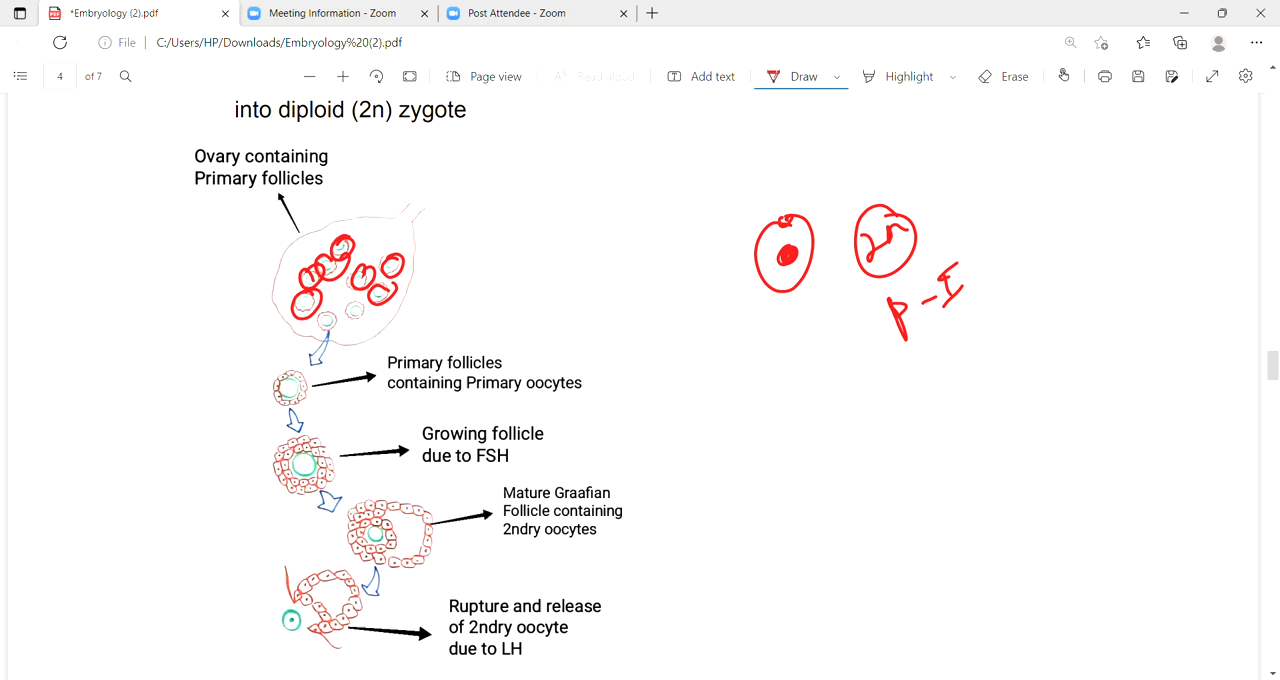 *Embryology (2).pdf
Meeting Information - Zoom
Post Attendee - Zoom
File
C:/Users/HP/Downloads/Embryology%20(2).pdf
4
of 7
Page view
Read aloud
Add text
Draw
Highlight
Erase
into diploid (2n) zygote
Ovary containing
Primary follicles
Primary follicles
containing Primary oocytes
Growing follicle
due to FSH
Mature Graafian
Follicle containing
2ndry oocytes
Rupture and release
of 2ndry oocyte
due to LH
2n
P-I